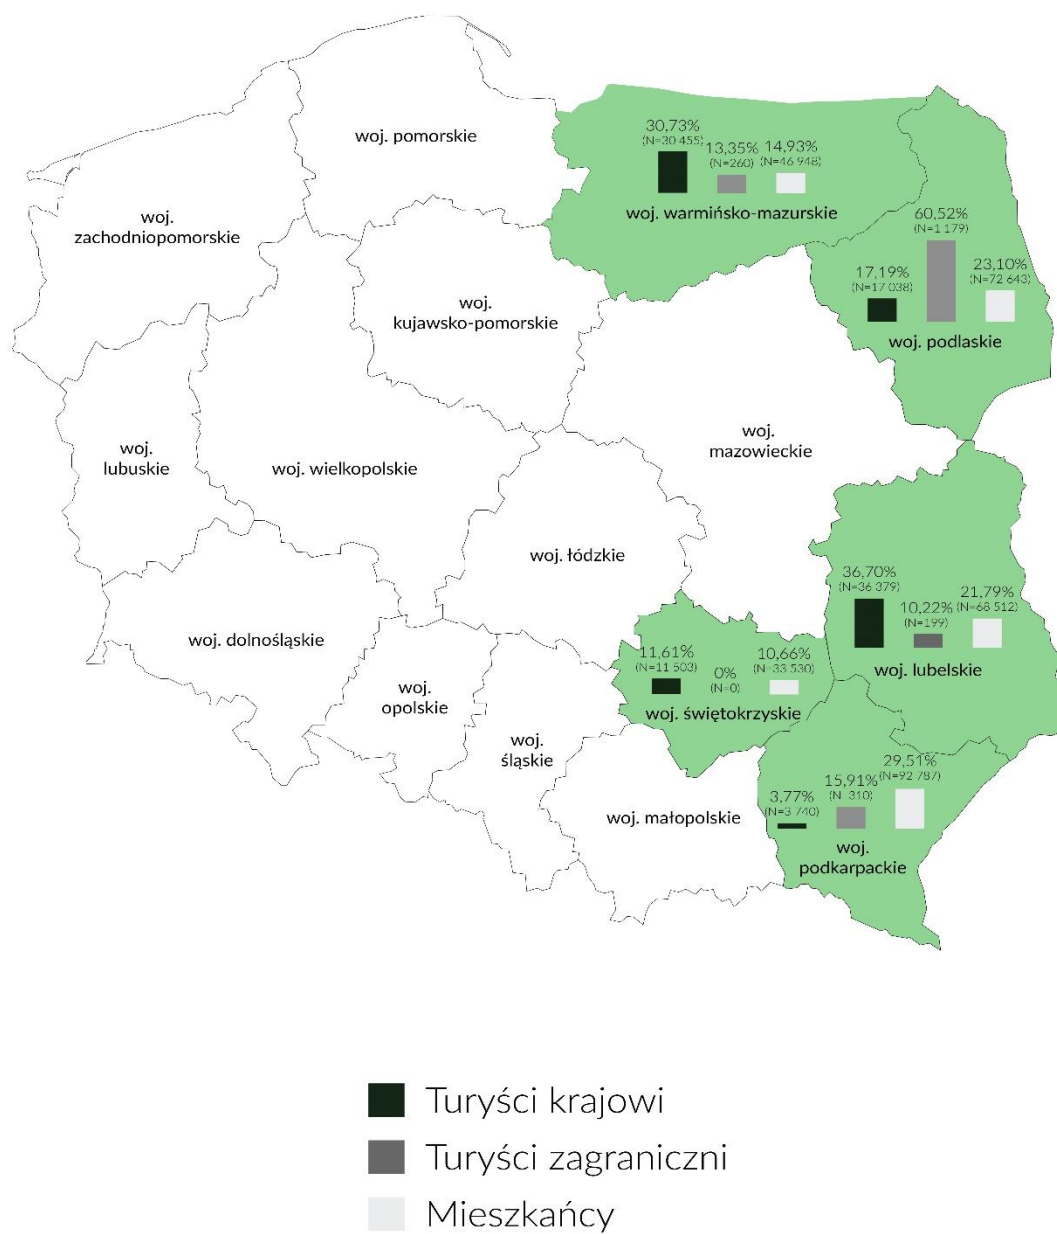 woj. pomorskie
30,73%
(N=30 455)
13,35%
(N=260)
14,93%
(N=46 948)
woj. warmińsko-mazurskie
woj.
zachodniopomorskie
60,52%
(N=1 179)
17,19%
(N=17 038)
23,10%
(N=72 643)
woj. podlaskie
woj.
kujawsko-pomorskie
woj.
lubuskie
woj. wielkopolskie
woj.
mazowieckie
woj. łódzkie
36,70%
(N=36 379)
10,22%
(N=199)
21,79%
(N=68 512)
woj. lubelskie
woj. dolnośląskie
woj.
opolskie
11,61%
(N=11 503)
0%
(N=0)
10,66%
(N=33 530)
woj. świętokrzyskie
woj.
śląskie
woj. małopolskie
3,77%
(N=3 740)
15,91%
(N 310)
29,51%
(N=92 787)
woj.
podkarpackie
Turyści krajowi
Turyści zagraniczni
Mieszkańcy